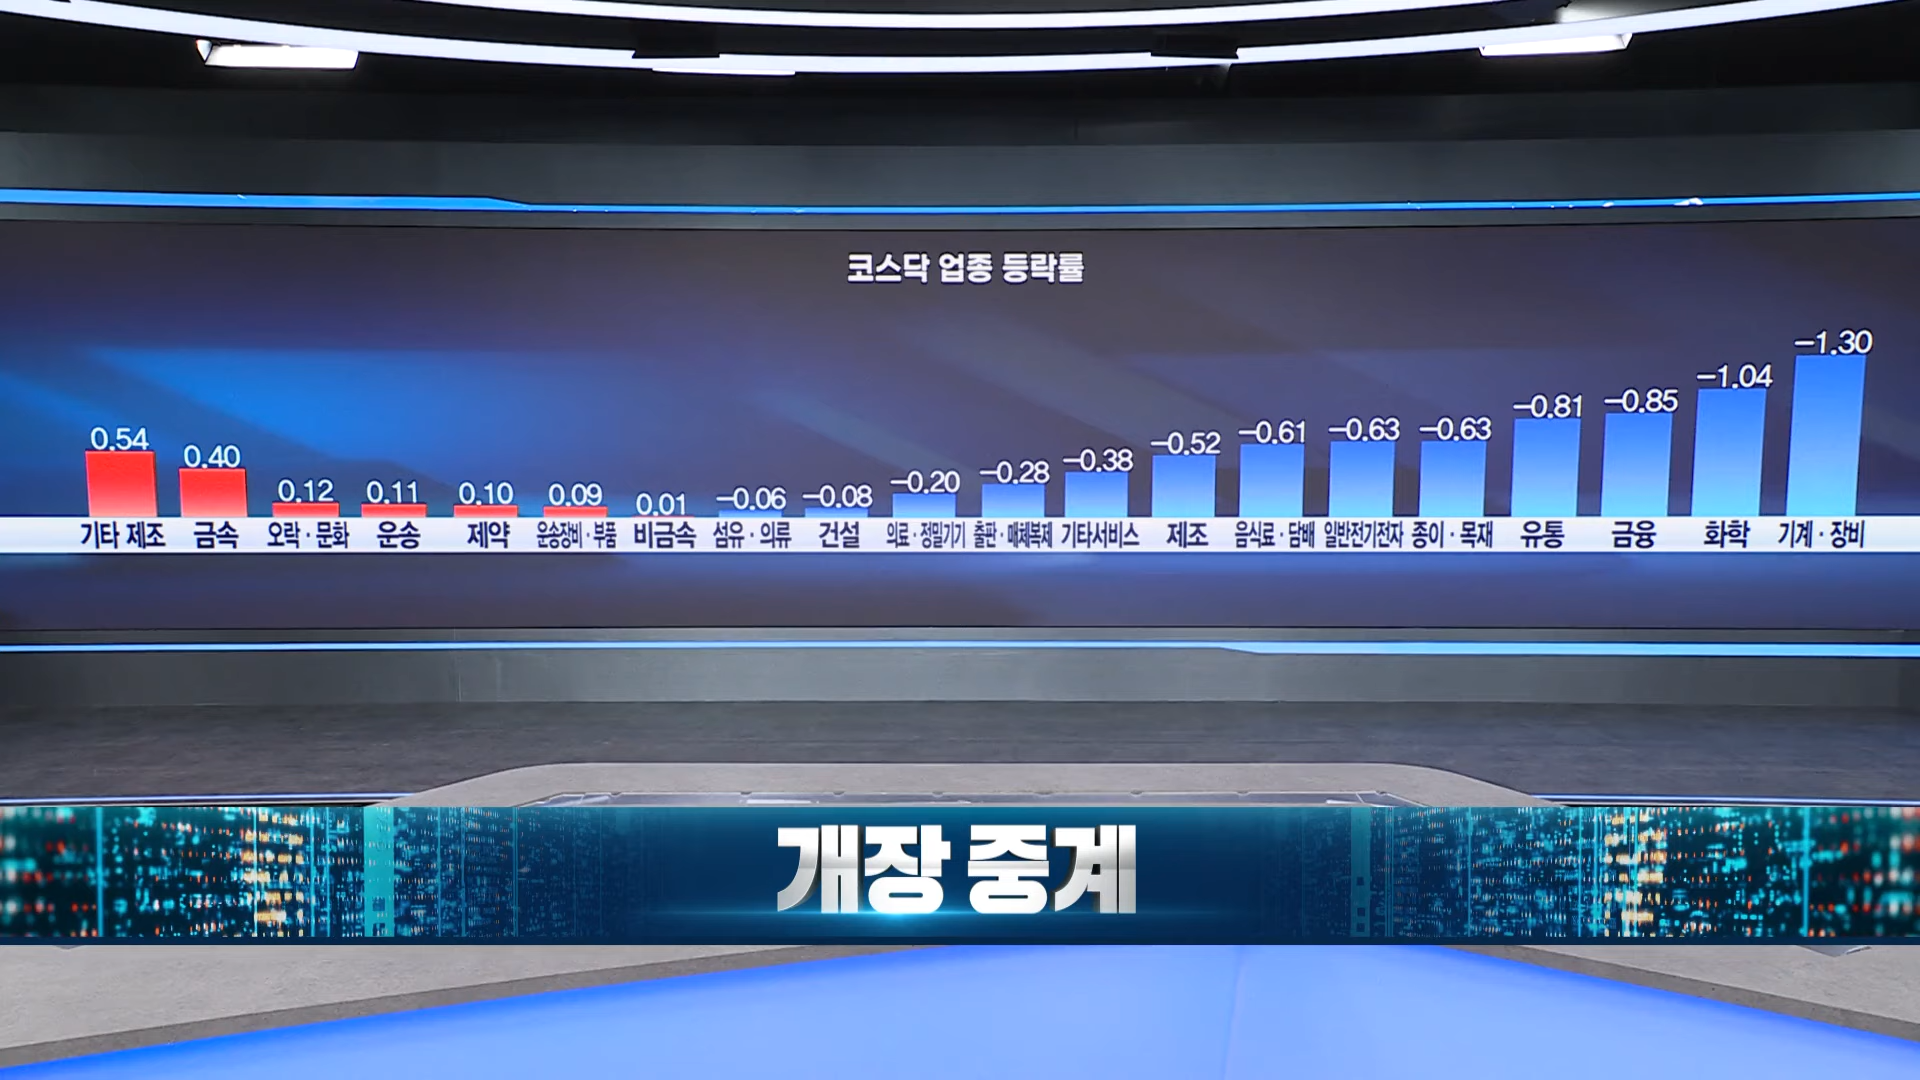 코스닥 업종 등락률
0.54 0.40 0.12 0.11 0.10 0.09 0.01 -0.06 -0.08 -0.20 -0.28 -0.38 -0.52 -0.61 -0.63 -0.63 -0.81 -0.85 -1.04 -1.30
기타 제조 금속 오락·문화 운송 제약 운송장비·부품 비금속 섬유·의류 건설 의료·정밀기기 출판·매체복제 기타서비스 제조 음식료·담배 일반전기전자 종이·목재 유통 금융 화학 기계·장비
개장 중계